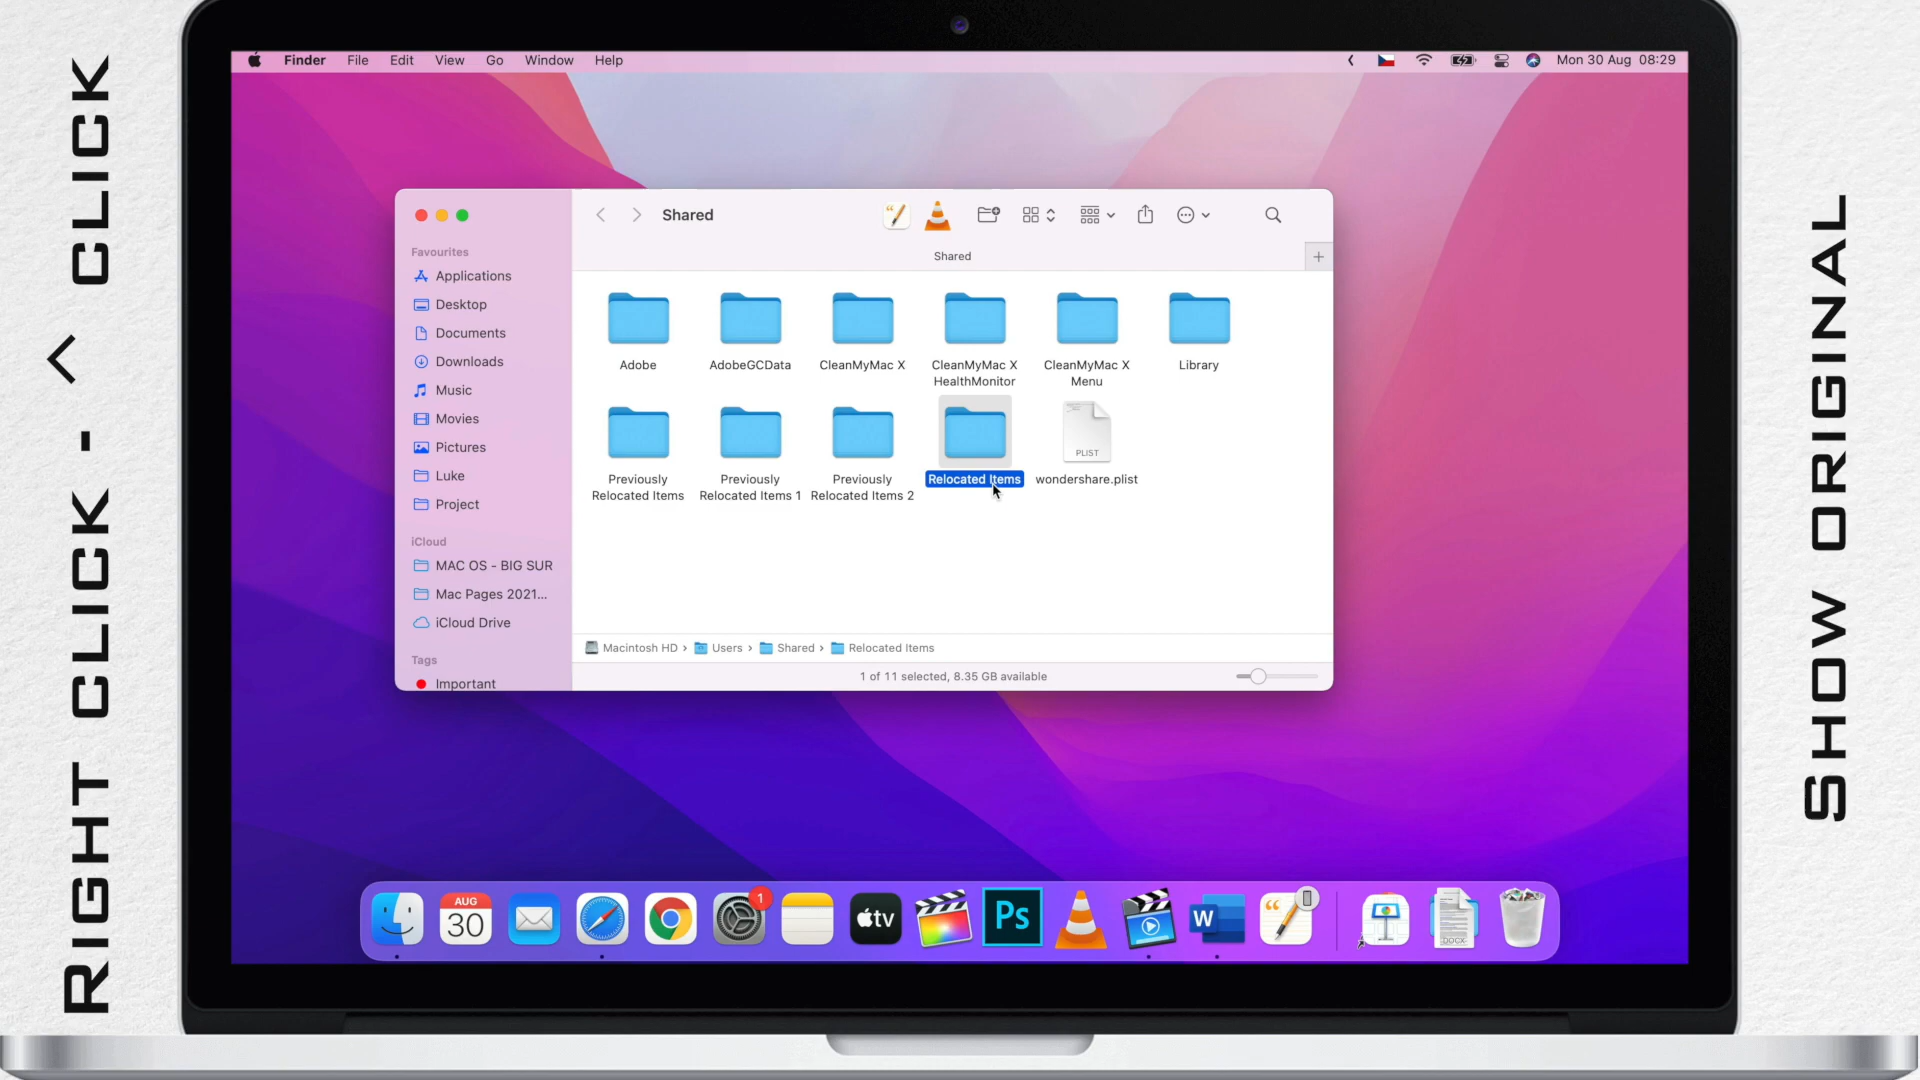 RIGHT CLICK - ^ CLICK
SHOW ORIGINAL
Finder File Edit View Go Window Help
Mon 30 Aug 08:29
Shared
Shared
+
Favourites
Applications
Desktop
Documents
Downloads
Music
Movies
Pictures
Luke
Project
iCloud
MAC OS - BIG SUR
Mac Pages 2021...
iCloud Drive
Tags
Important
Adobe
AdobeGCData
CleanMyMac X
CleanMyMac X
HealthMonitor
CleanMyMac X
Menu
Library
Previously
Relocated Items
Previously
Relocated Items 1
Previously
Relocated Items 2
Relocated Items
PLIST
wondershare.plist
Macintosh HD › Users › Shared › Relocated Items
1 of 11 selected, 8.35 GB available
AUG
30
1
tv
Ps
W
DOCX